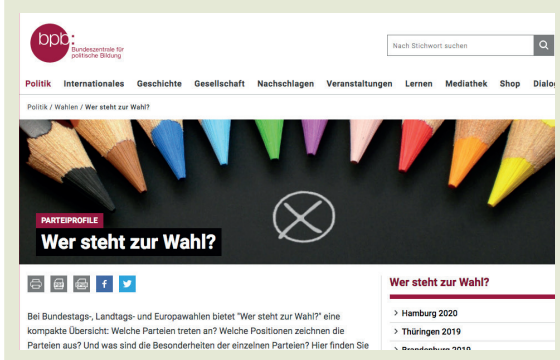 bpb:
Bundeszentrale für
politische Bildung
Nach Stichwort suchen
Politik Internationales Geschichte Gesellschaft Nachschlagen Veranstaltungen Lernen Mediathek Shop Dialog
Politik / Wahlen / Wer steht zur Wahl?
PARTEIPROFILE
Wer steht zur Wahl?
Bei Bundestags-, Landtags- und Europawahlen bietet "Wer steht zur Wahl?" eine
kompakte Übersicht: Welche Parteien treten an? Welche Positionen zeichnen die
Parteien aus? Und was sind die Besonderheiten der einzelnen Parteien? Hier finden Sie
Wer steht zur Wahl?
> Hamburg 2020
> Thüringen 2019
> Brandenburg 2019